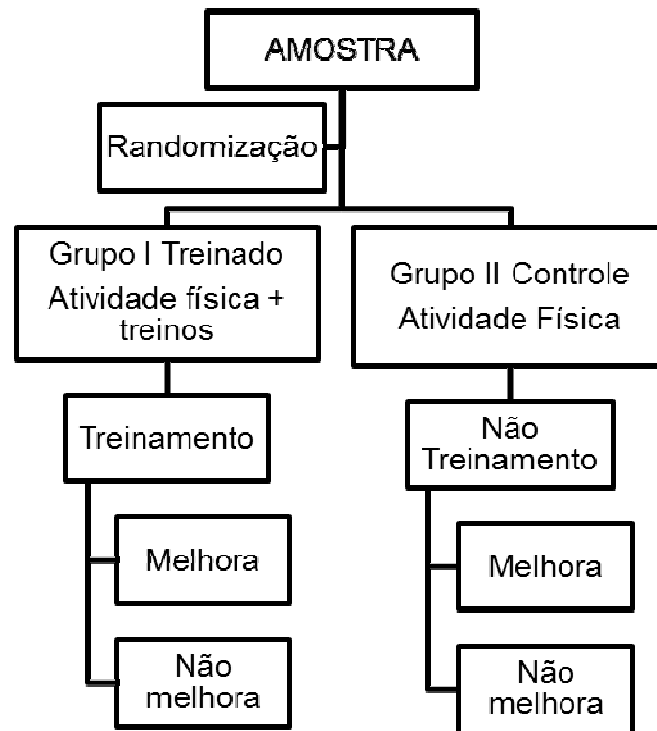 AMOSTRA
Randomização
Grupo I Treinado
Atividade física +
treinos
Grupo II Controle
Atividade Física
Treinamento
Não
Treinamento
Melhora
Melhora
Não
melhora
Não
melhora